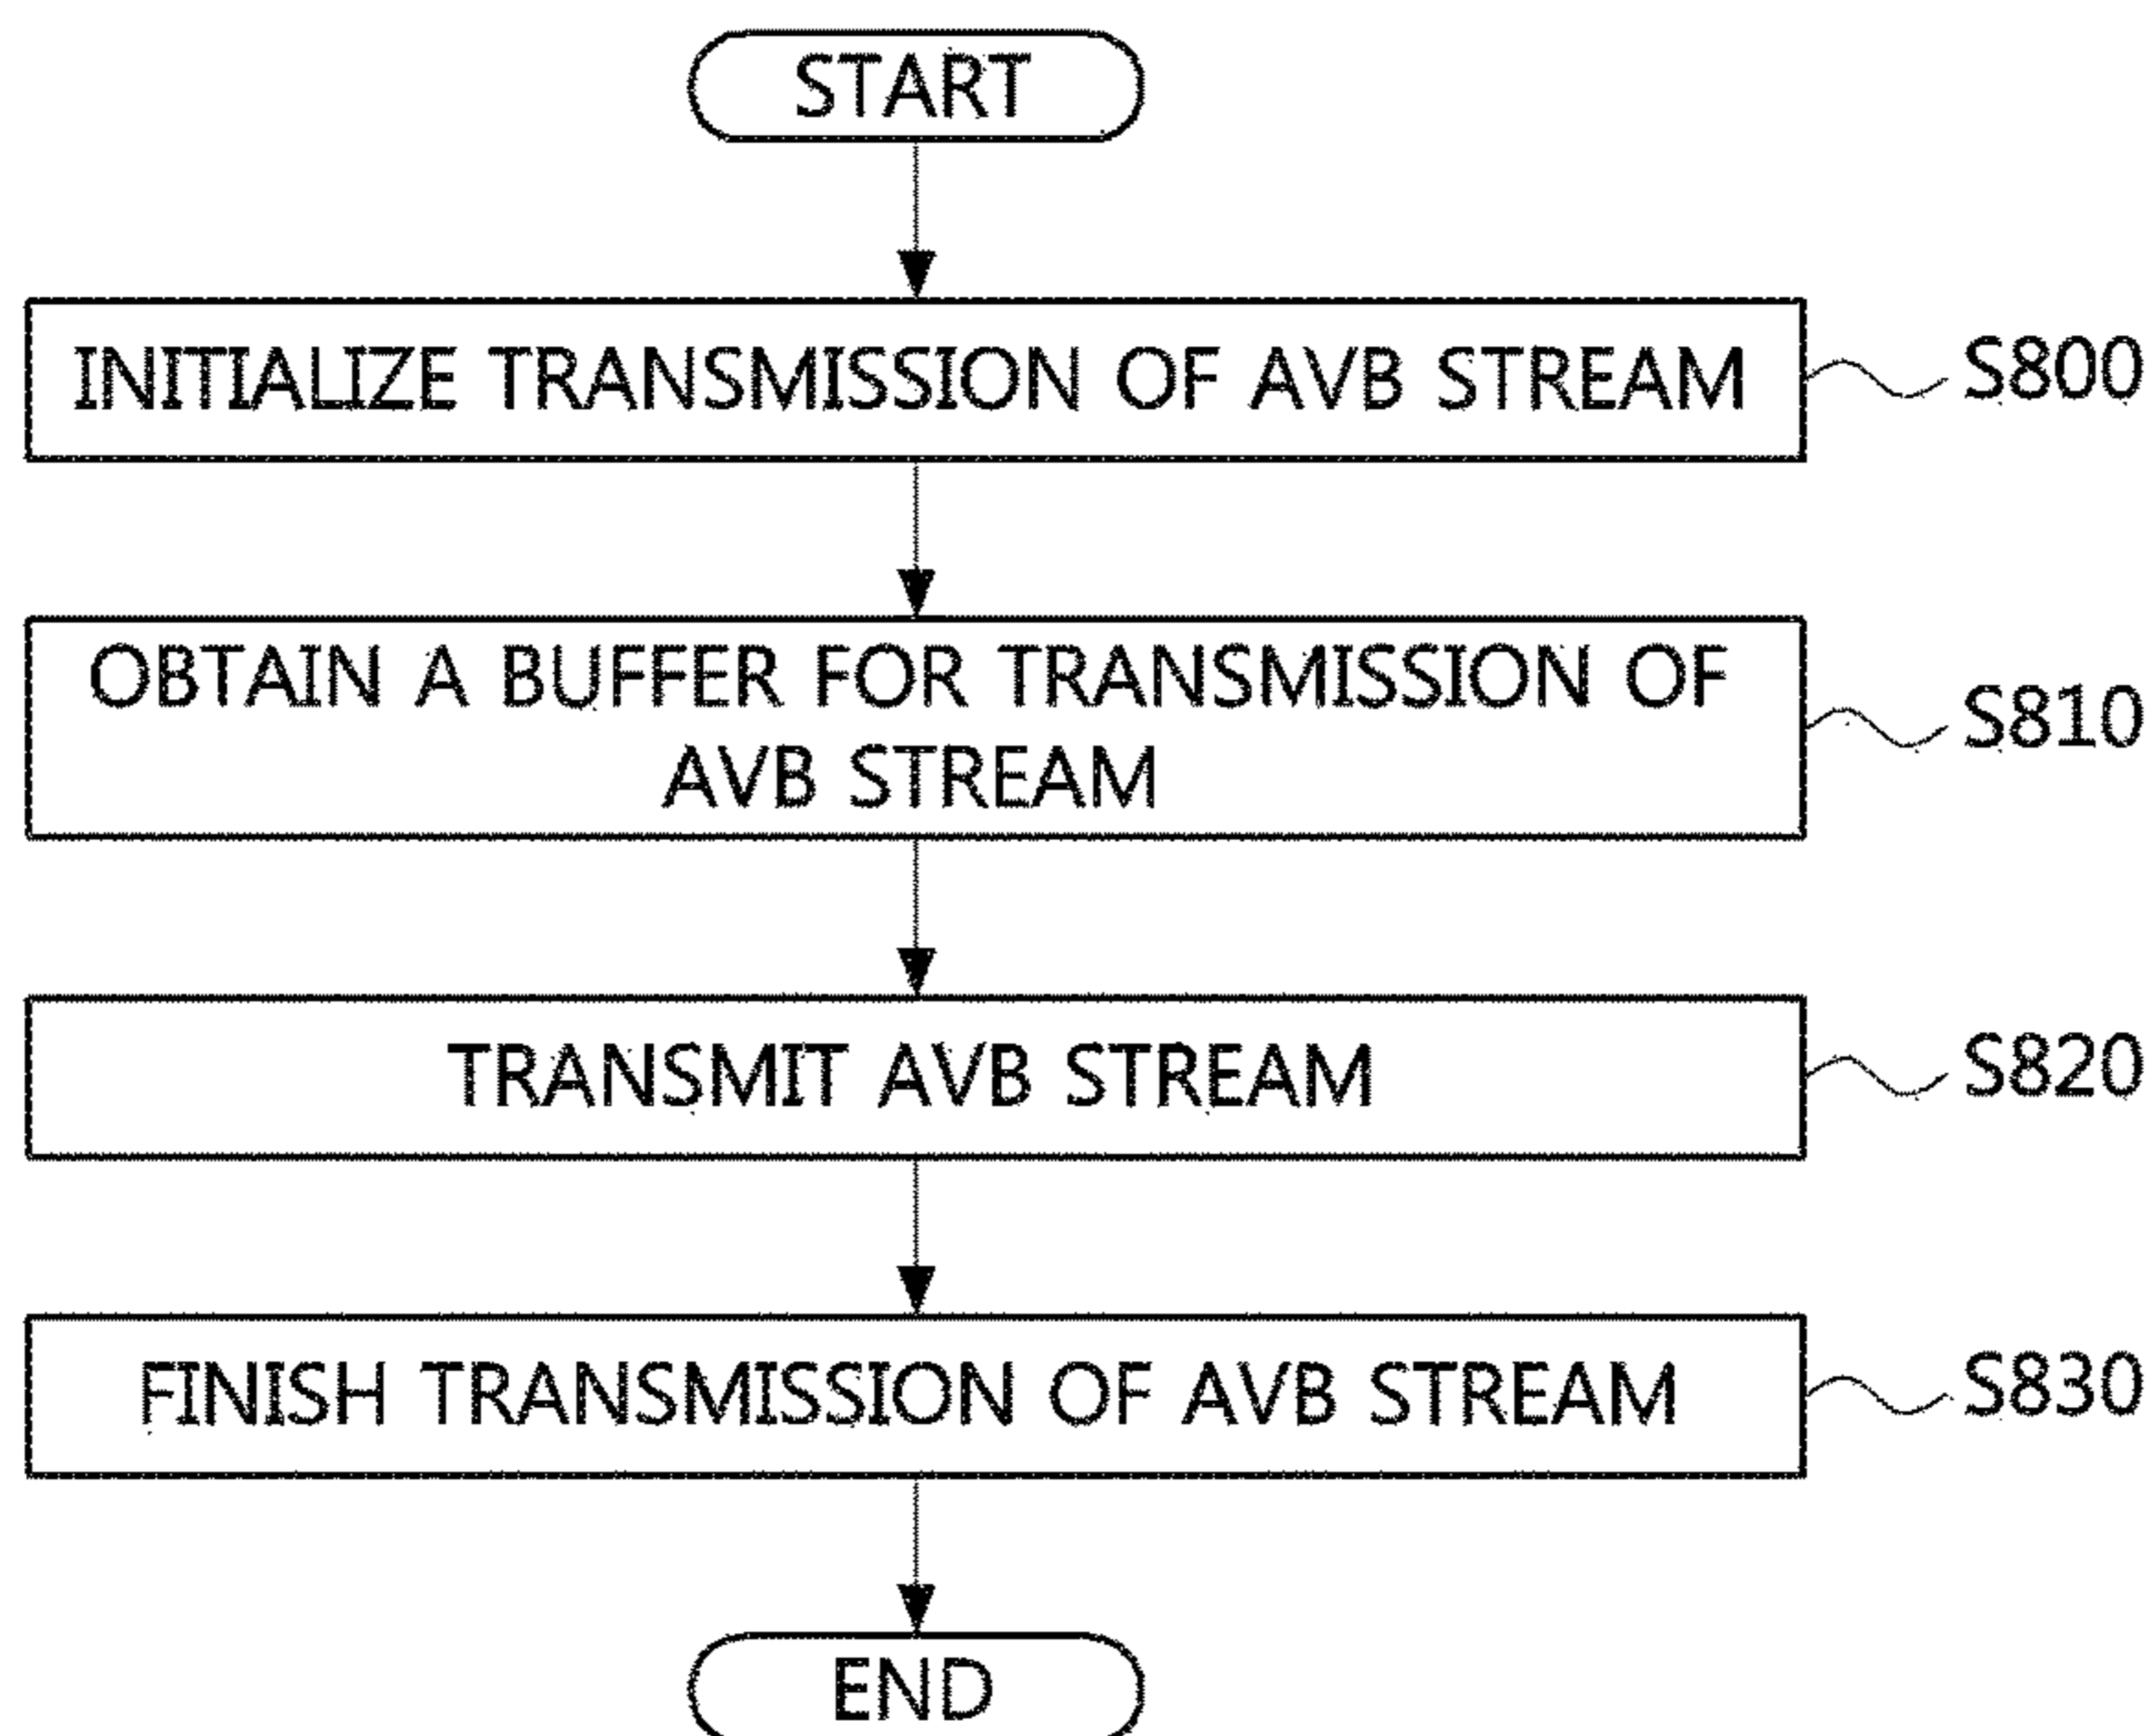 START
INITIALIZE TRANSMISSION OF AVB STREAM
S800
OBTAIN A BUFFER FOR TRANSMISSION OF
AVB STREAM
S810
TRANSMIT AVB STREAM
S820
FINISH TRANSMISSION OF AVB STREAM
S830
END